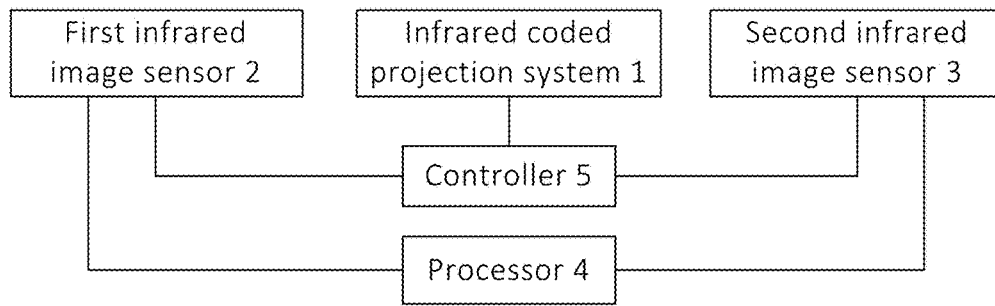 First infrared
image sensor 2
Infrared coded
projection system 1
Second infrared
image sensor 3
Controller 5
Processor 4